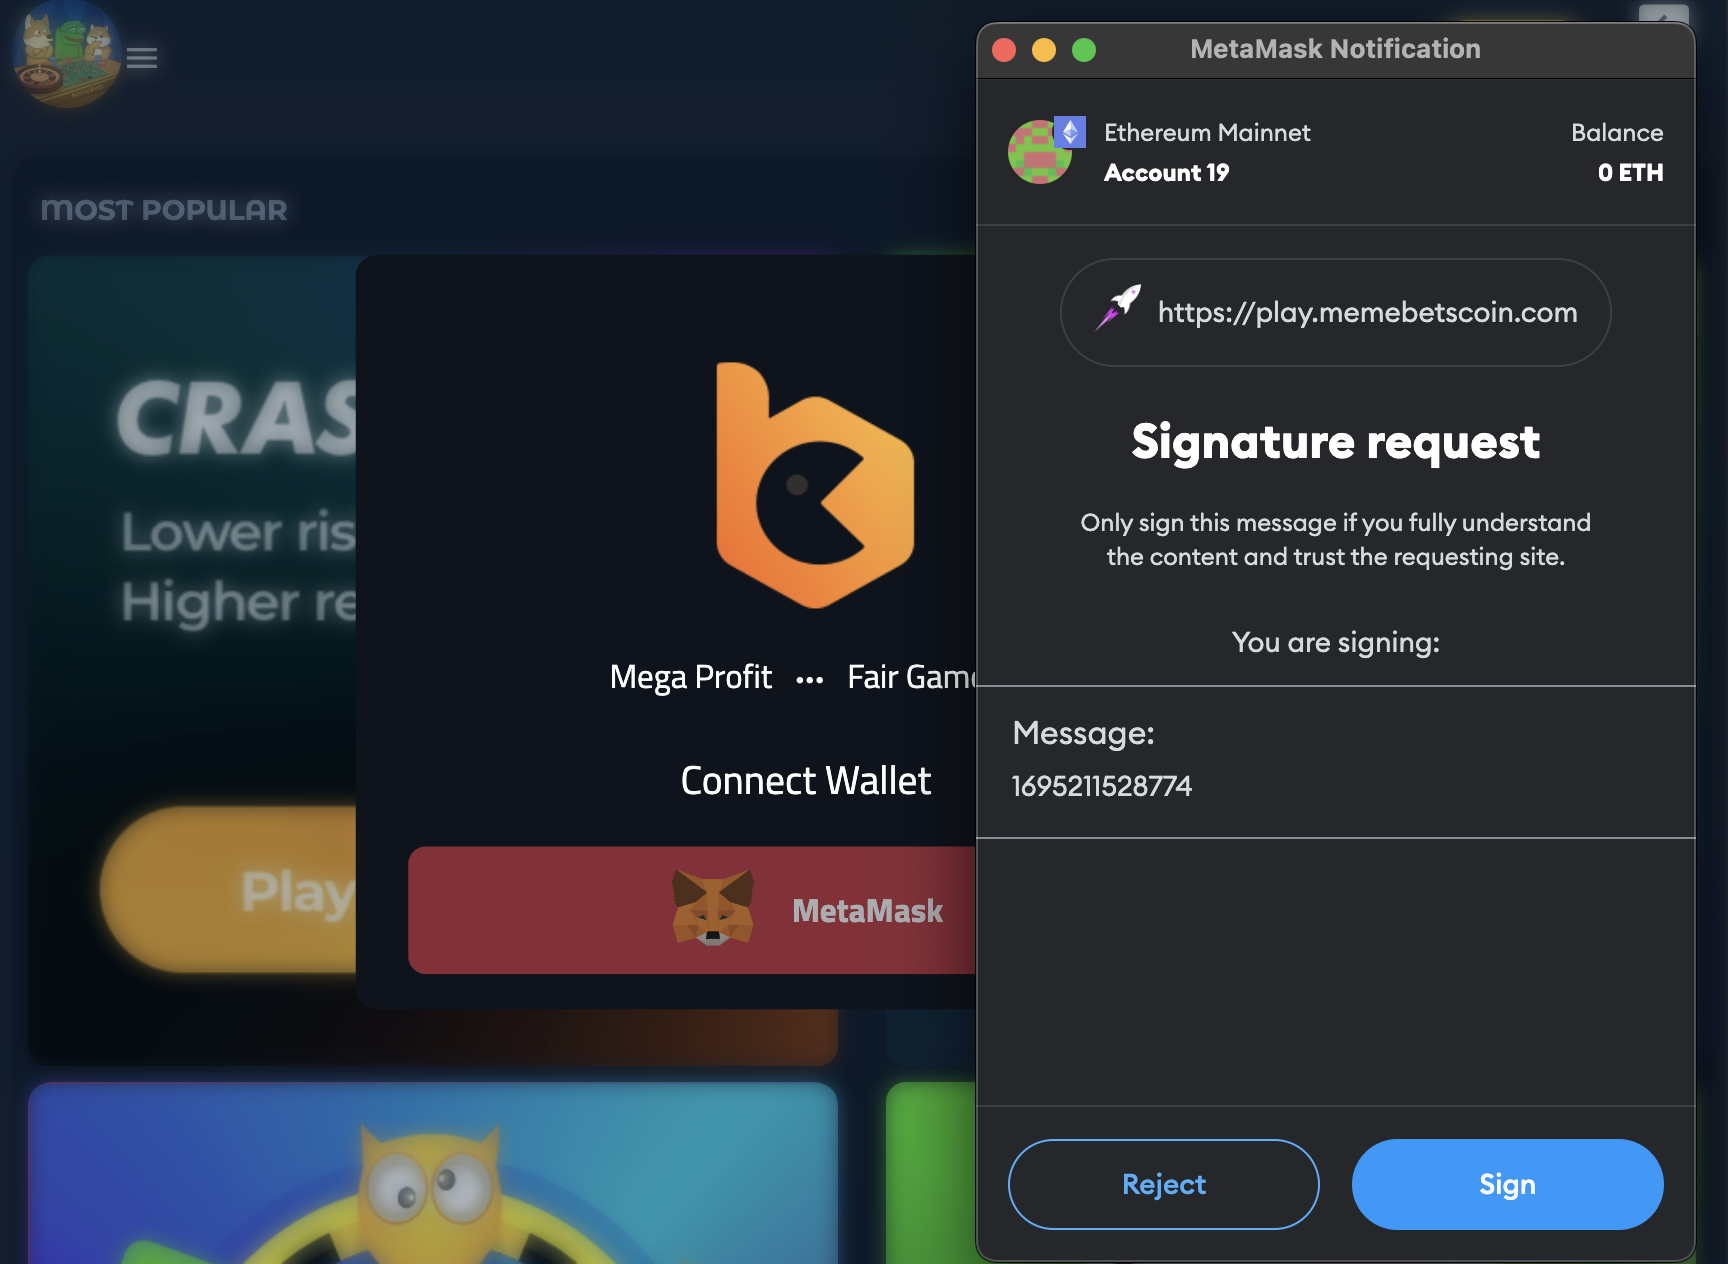 MOST POPULAR
CRAS
Lower ris
Higher re
Play
Mega Profit ... Fair Game
Connect Wallet
MetaMask
MetaMask Notification
Ethereum Mainnet
Account 19
Balance
0 ETH
https://play.memebetscoin.com
Signature request
Only sign this message if you fully understand
the content and trust the requesting site.
You are signing:
Message:
1695211528774
Reject
Sign